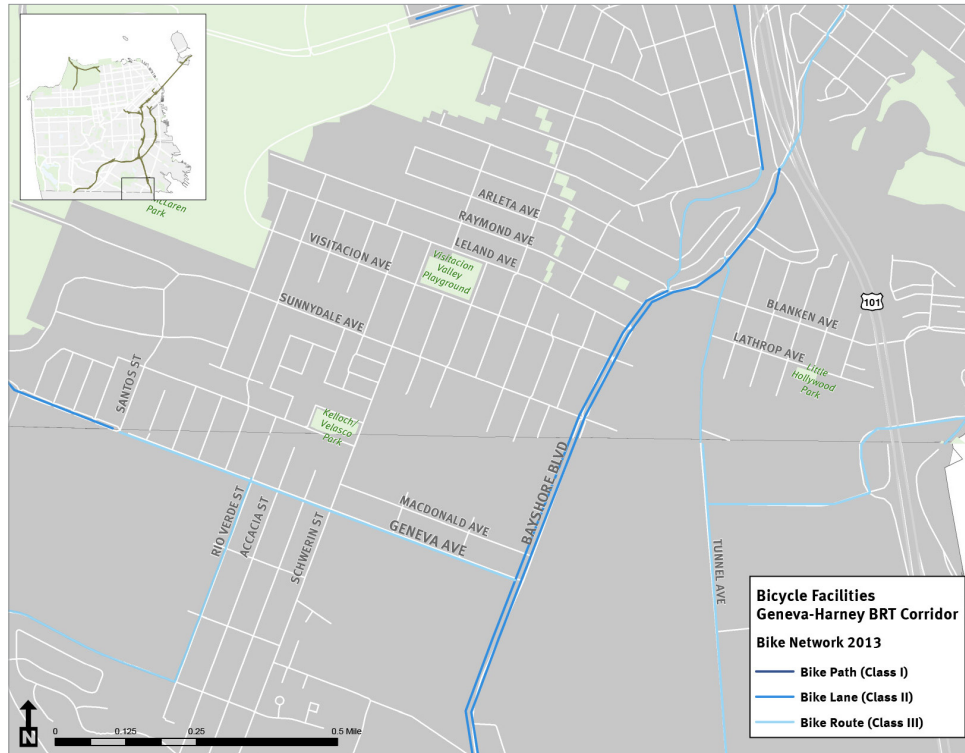 McLaren
Park
ARLETA AVE
RAYMOND AVE
LELAND AVE
VISITACION AVE
Visitacion
Valley
Playground
SUNNYDALE AVE
101
BLANKEN AVE
LATHROP AVE
Little
Hollywood
Park
SANTOS ST
Kelloch/
Velasco
Park
BAYSHORE BLVD
MACDONALD AVE
GENEVA AVE
RIO VERDE ST
ACCACIA ST
SCHWERIN ST
TUNNEL AVE
Bicycle Facilities
Geneva-Harney BRT Corridor
Bike Network 2013
Bike Path (Class I)
Bike Lane (Class II)
Bike Route (Class III)
N
0 0.125 0.25 0.5 Mile